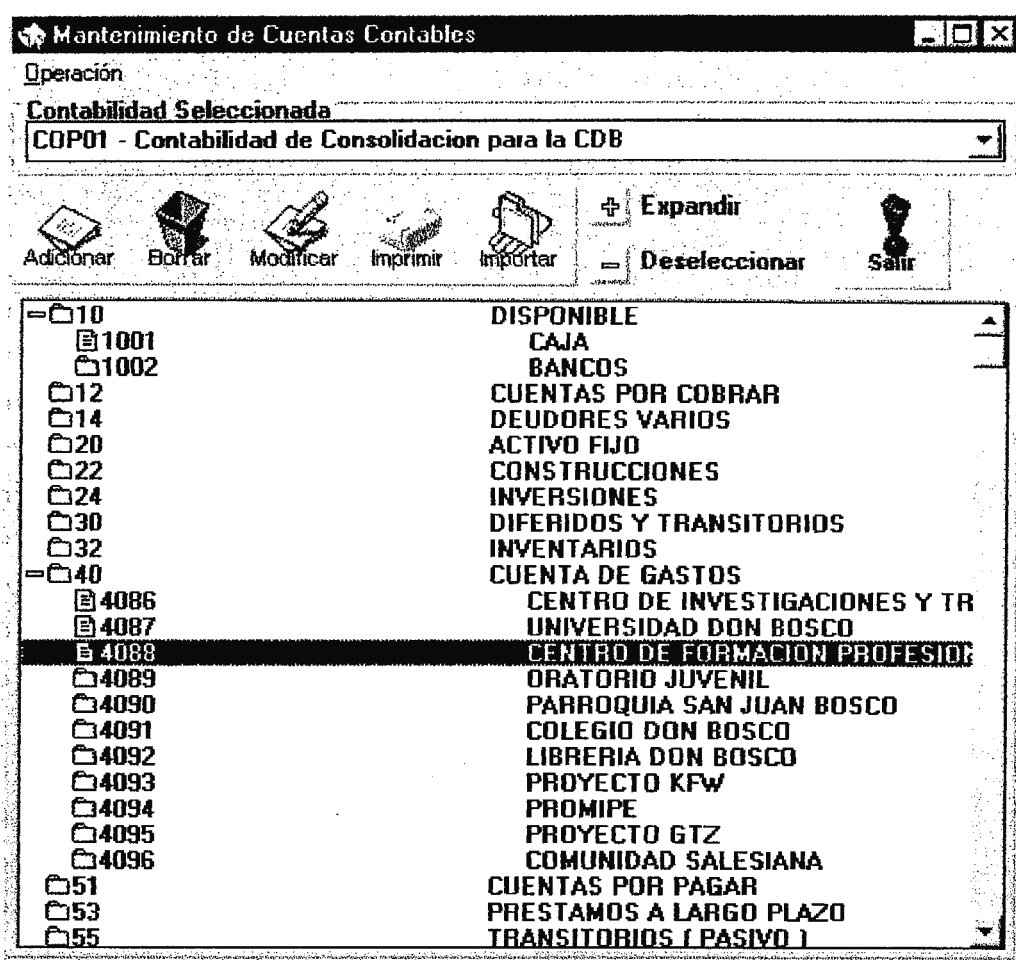 Mantenimiento de Cuentas Contables
Operación
Contabilidad Seleccionada
COP01 - Contabilidad de Consolidacion para la CDB
Adicionar Borrar Modificar Imprimir Importar Expandir Deseleccionar Salir
10 DISPONIBLE
1001 CAJA
1002 BANCOS
12 CUENTAS POR COBRAR
14 DEUDORES VARIOS
20 ACTIVO FIJO
22 CONSTRUCCIONES
24 INVERSIONES
30 DIFERIDOS Y TRANSITORIOS
32 INVENTARIOS
40 CUENTA DE GASTOS
4086 CENTRO DE INVESTIGACIONES Y TR
4087 UNIVERSIDAD DON BOSCO
4088 CENTRO DE FORMACION PROFESION
4089 ORATORIO JUVENIL
4090 PARROQUIA SAN JUAN BOSCO
4091 COLEGIO DON BOSCO
4092 LIBRERIA DON BOSCO
4093 PROYECTO KFW
4094 PROMIPE
4095 PROYECTO GTZ
4096 COMUNIDAD SALESIANA
51 CUENTAS POR PAGAR
53 PRESTAMOS A LARGO PLAZO
55 TRANSITORIOS ( PASIVO )